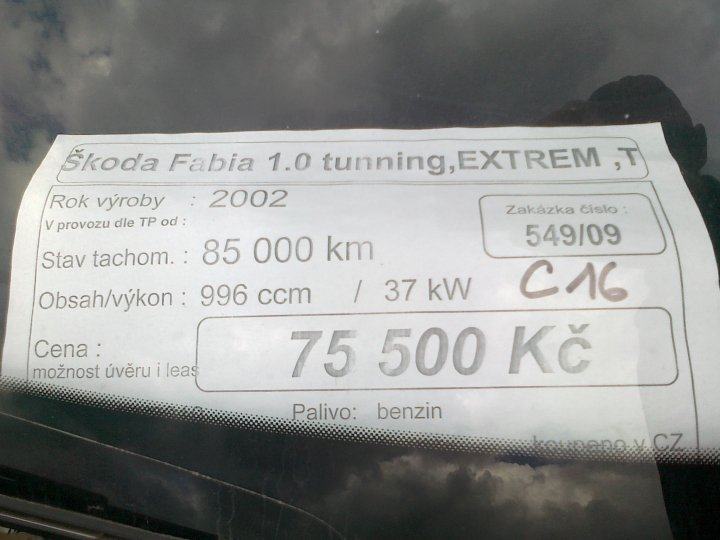 Škoda Fabia 1.0 tunning,EXTREM ,T
Rok výroby : 2002
V provozu dle TP od :
Zakázka číslo :
549/09
Stav tachom. : 85 000 km
Obsah/výkon : 996 ccm / 37 kW
C16
Cena : 75 500 Kč
možnost úvěru i leas
Palivo: benzin
koupeno v CZ